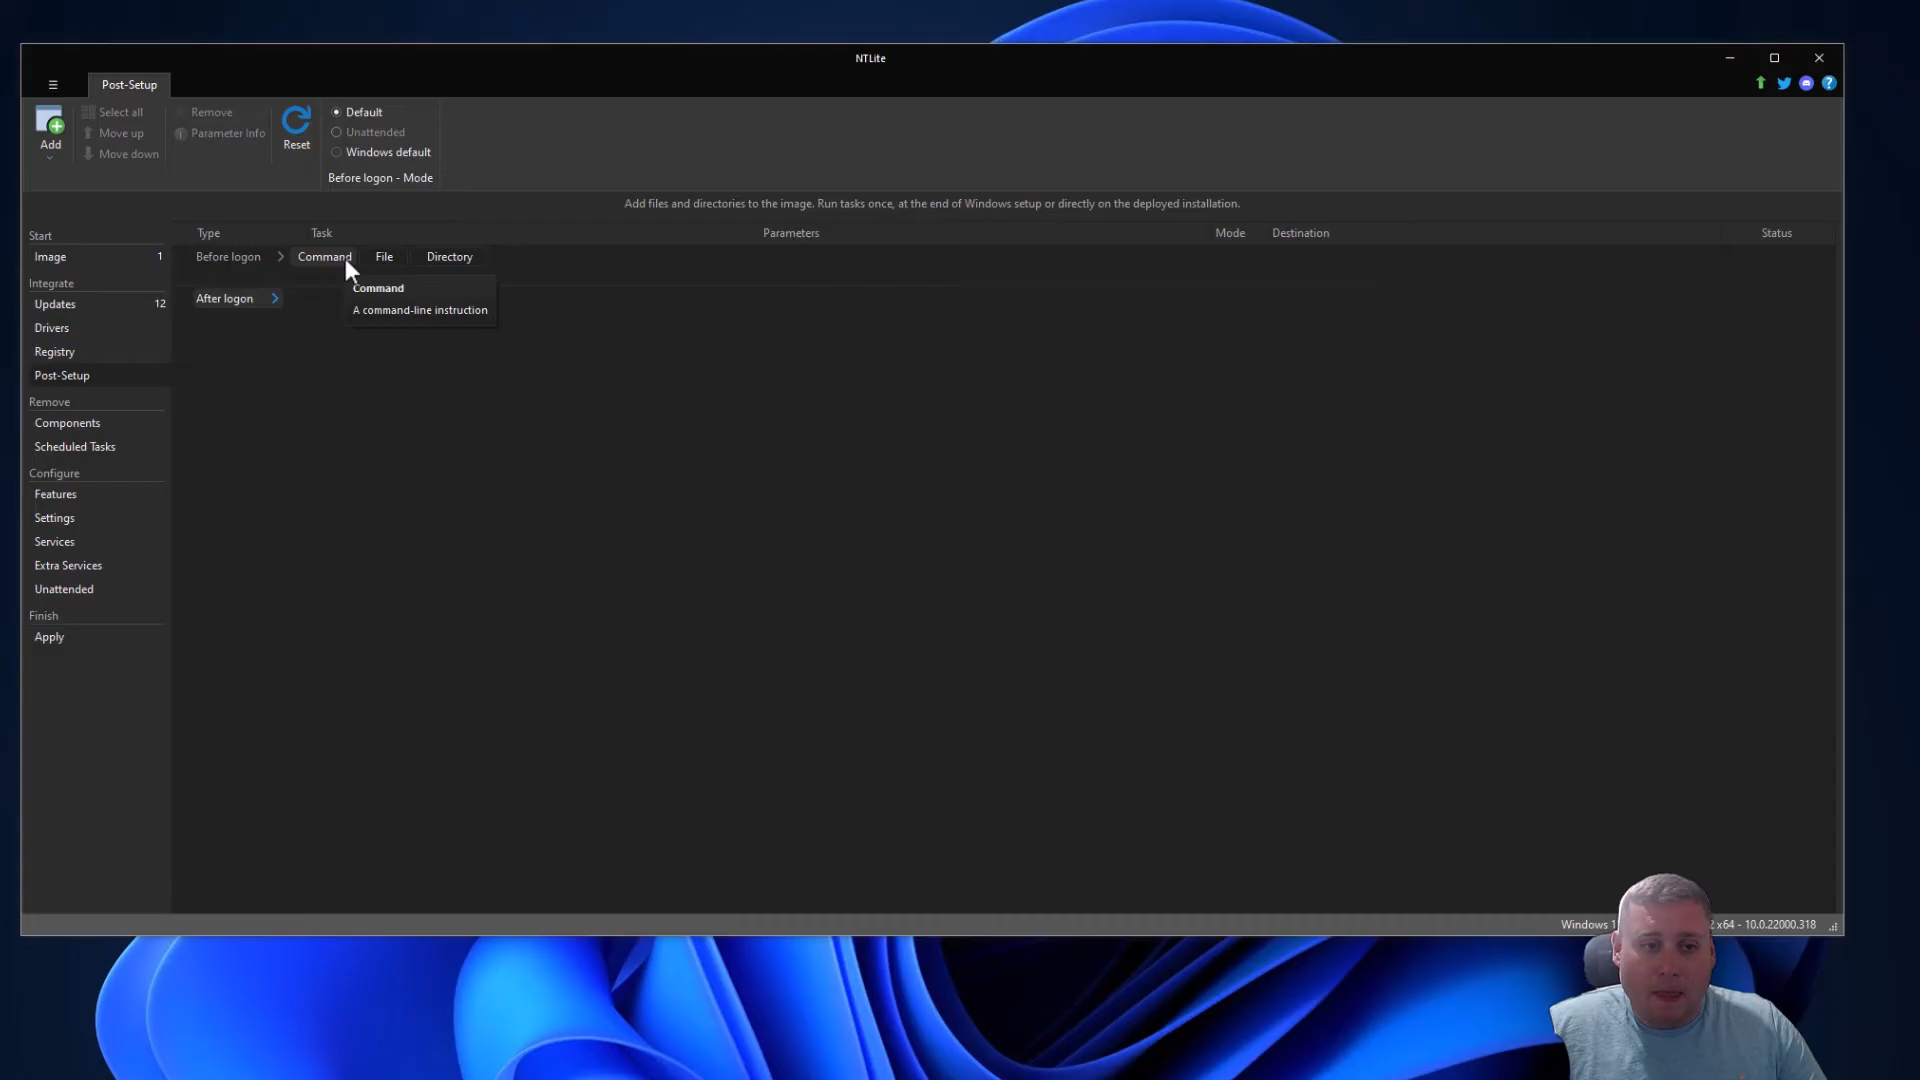 NTLite
Post-Setup
Add
Select all
Move up
Move down
Remove
Parameter Info
Reset
Default
Unattended
Windows default
Before logon - Mode
Add files and directories to the image. Run tasks once, at the end of Windows setup or directly on the deployed installation.
Type Task Parameters Mode Destination Status
Before logon > Command File Directory
After logon >
Command
A command-line instruction
Start
Image 1
Integrate
Updates 12
Drivers
Registry
Post-Setup
Remove
Components
Scheduled Tasks
Configure
Features
Settings
Services
Extra Services
Unattended
Finish
Apply
Windows x64 - 10.0.22000.318